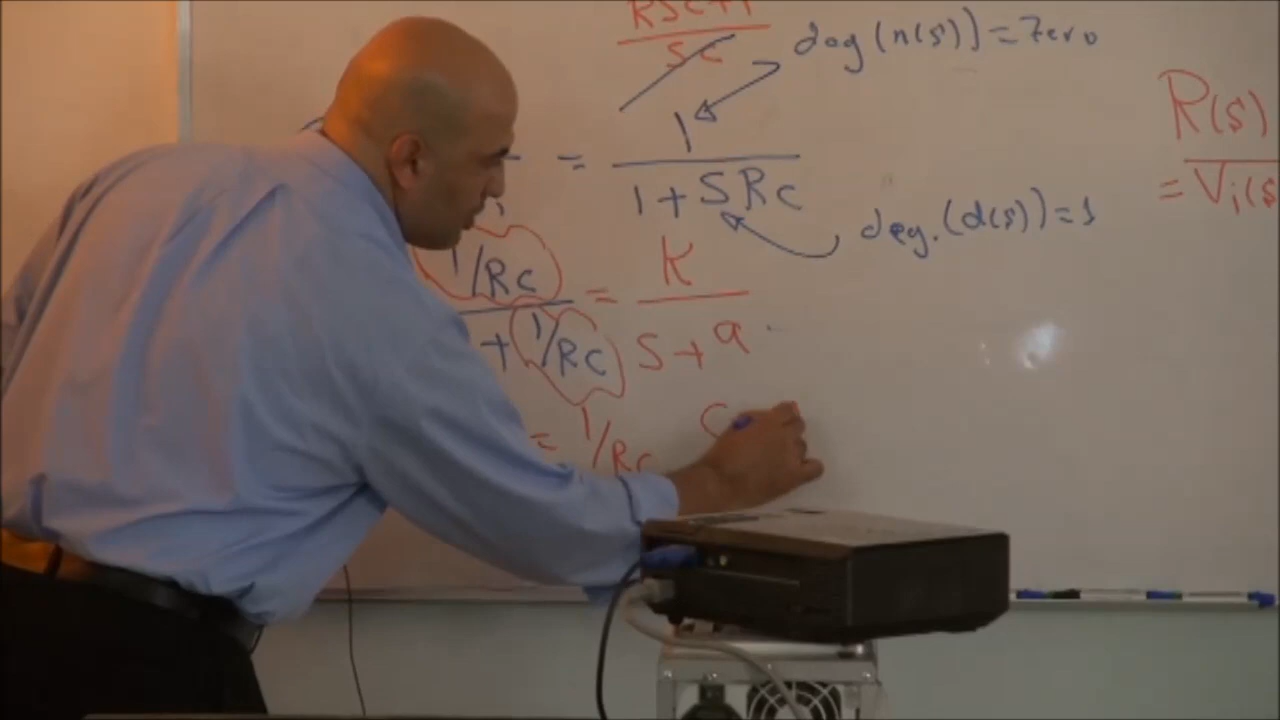 RSC+1
SC
deg(n(s))=Zero
= 1
1+SRC
deg.(d(s))=1
R(s)
= Vi(s
1/RC = K
+ 1/RC S+a
= 1/RC